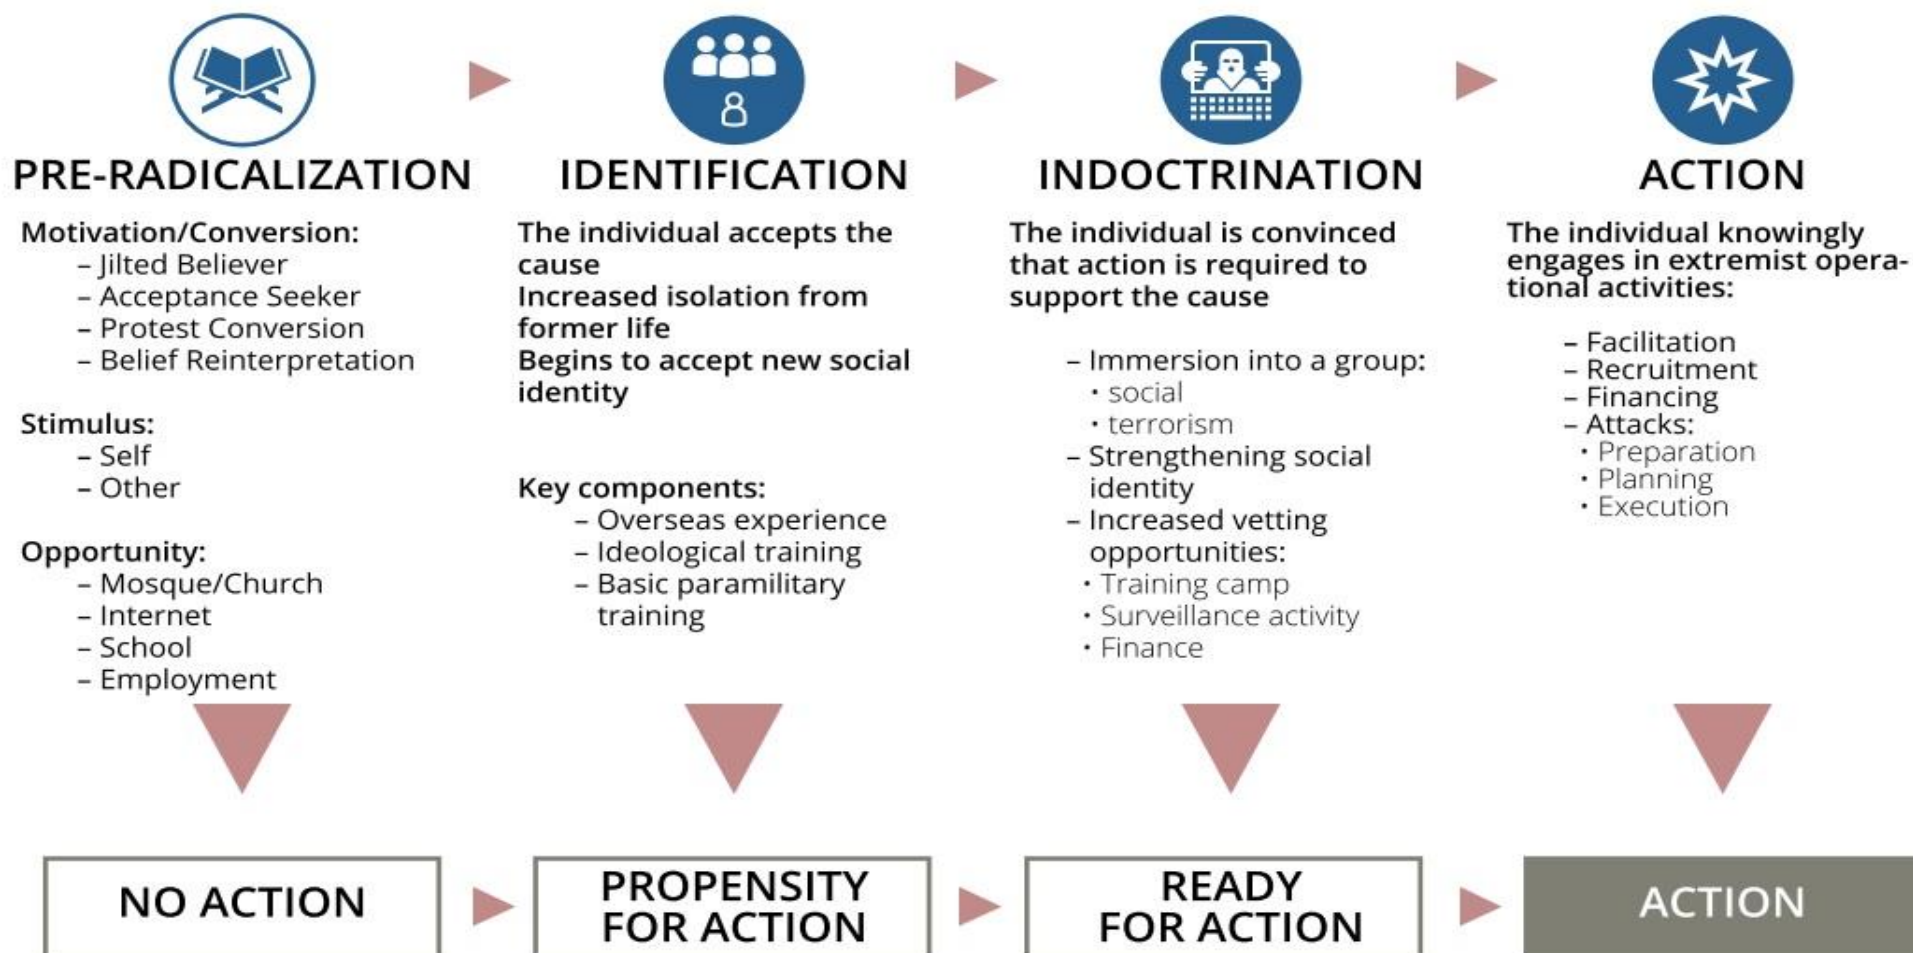 PRE-RADICALIZATION
Motivation/Conversion:
– Jilted Believer
– Acceptance Seeker
– Protest Conversion
– Belief Reinterpretation
Stimulus:
– Self
– Other
Opportunity:
– Mosque/Church
– Internet
– School
– Employment
NO ACTION
IDENTIFICATION
The individual accepts the
cause
Increased isolation from
former life
Begins to accept new social
identity
Key components:
– Overseas experience
– Ideological training
– Basic paramilitary
training
PROPENSITY
FOR ACTION
INDOCTRINATION
The individual is convinced
that action is required to
support the cause
– Immersion into a group:
· social
· terrorism
– Strengthening social
identity
– Increased vetting
opportunities:
· Training camp
· Surveillance activity
· Finance
READY
FOR ACTION
ACTION
The individual knowingly
engages in extremist opera-
tional activities:
– Facilitation
– Recruitment
– Financing
– Attacks:
· Preparation
· Planning
· Execution
ACTION